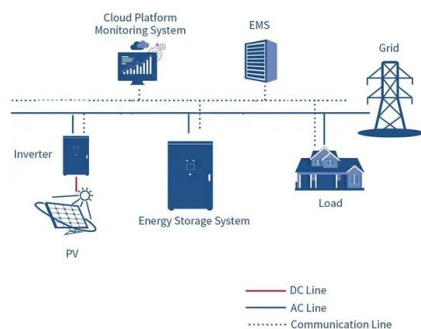 Cloud Platform
Monitoring System
EMS
Grid
Inverter
Energy Storage System
Load
PV
DC Line
AC Line
Communication Line